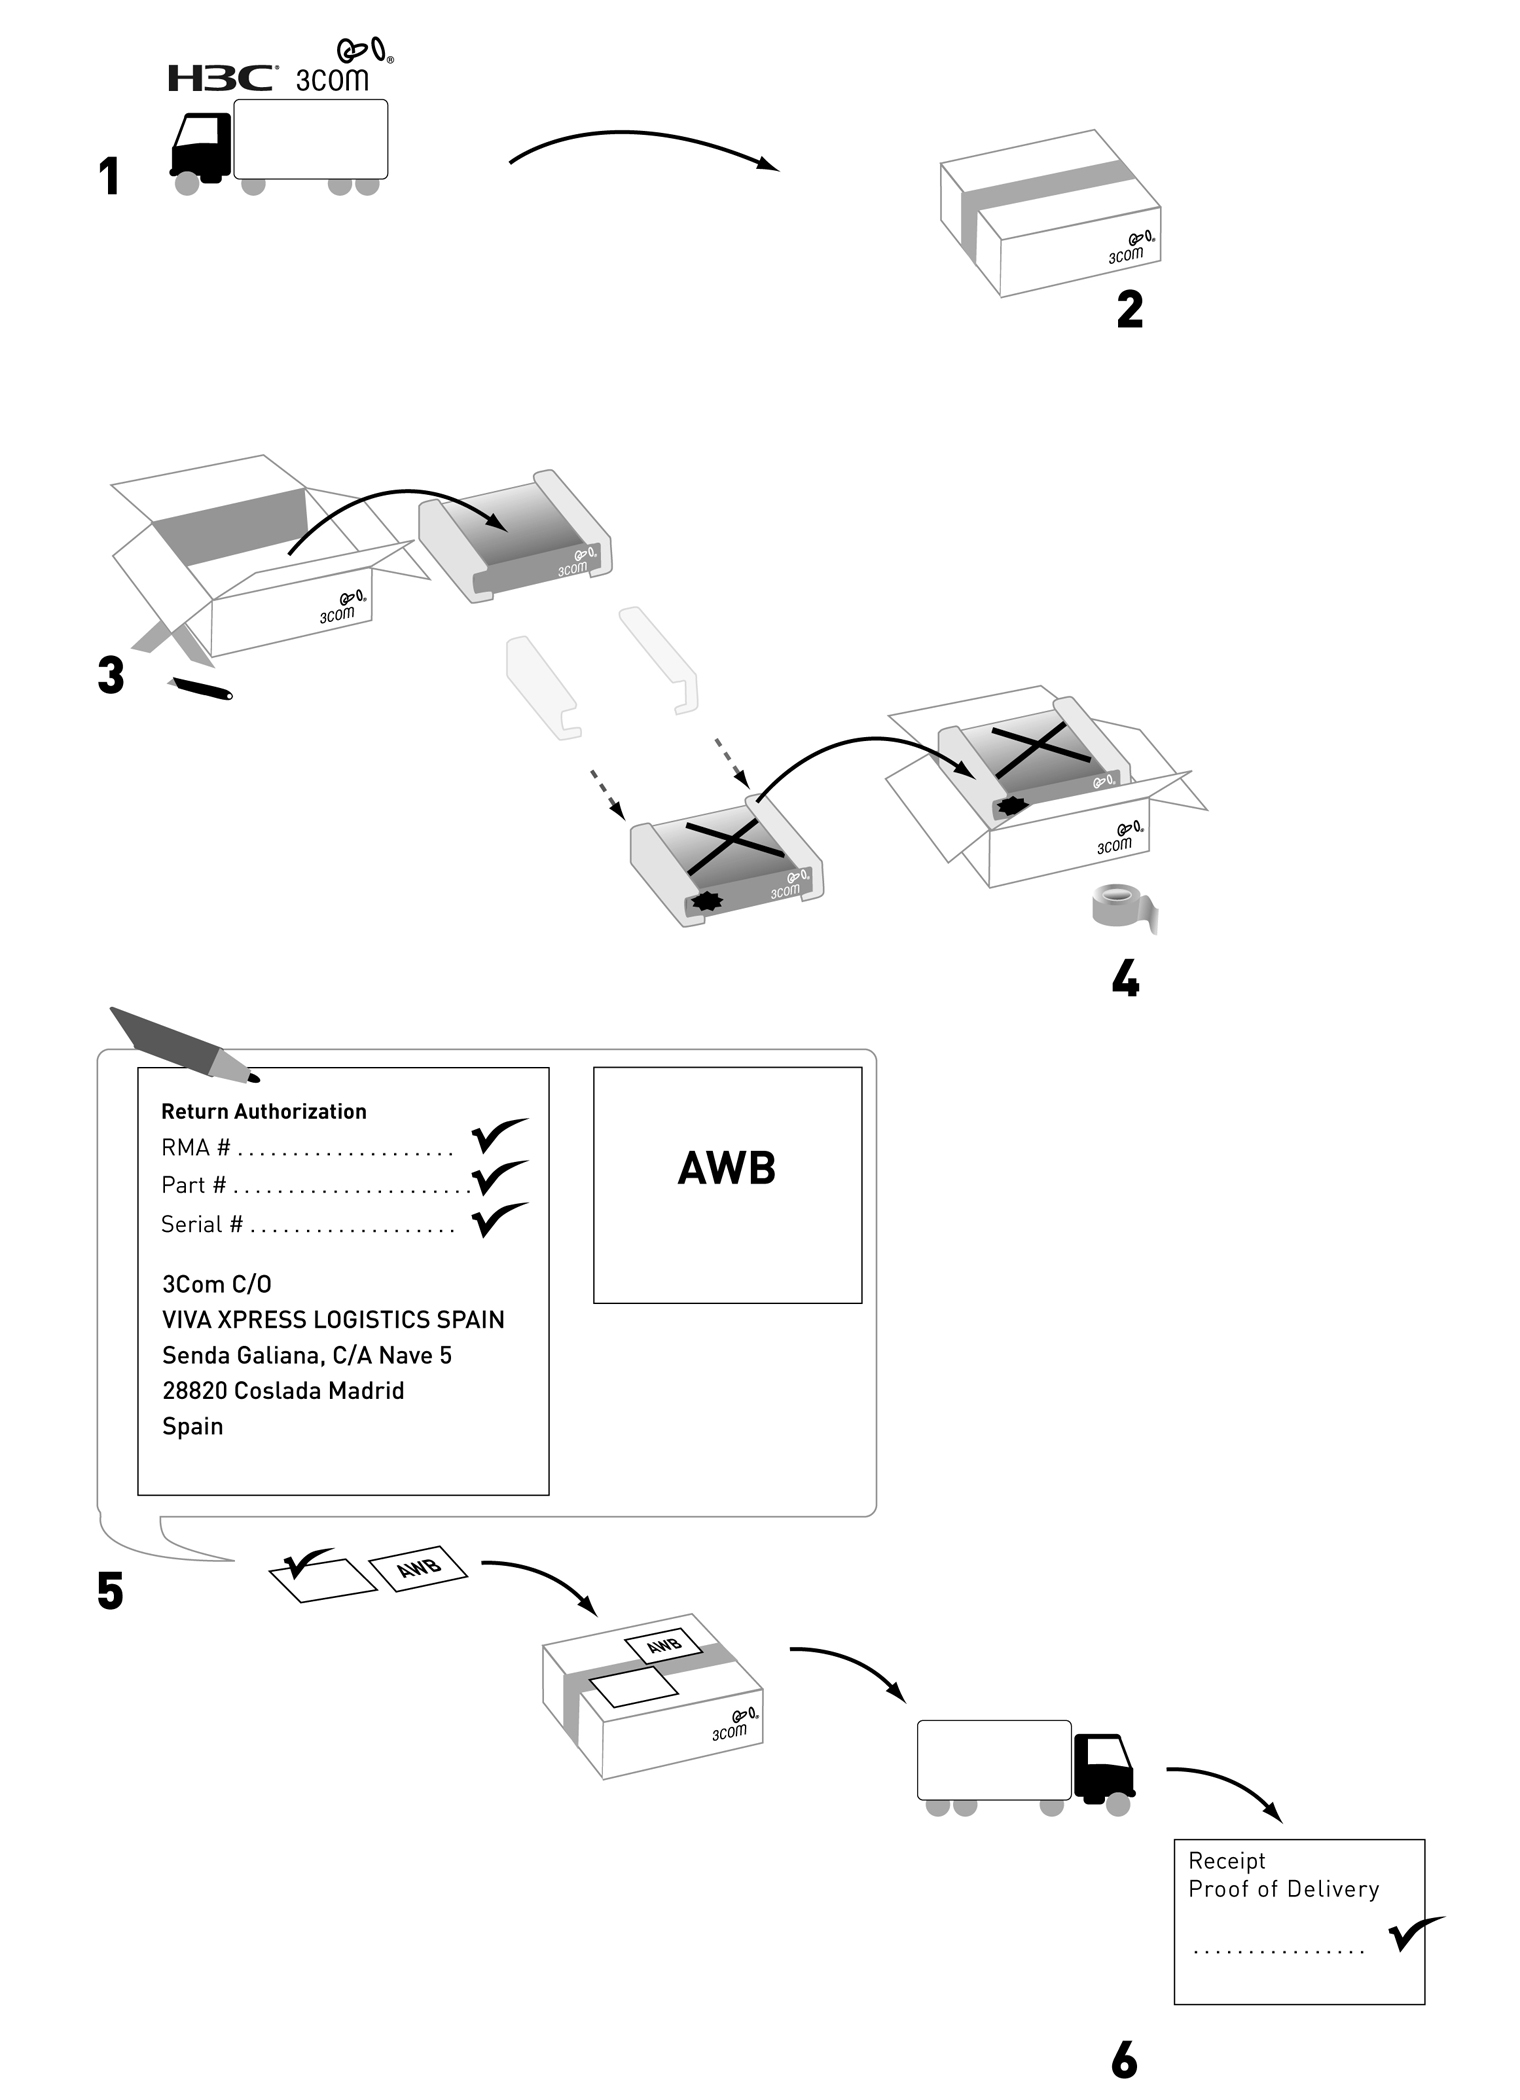 H3C® 3COM®
1
3COM®
2
3COM®
3COM®
3
3COM®
3COM®
4
Return Authorization
RMA # ....................
Part # ......................
Serial # ...................
AWB
3Com C/O
VIVA XPRESS LOGISTICS SPAIN
Senda Galiana, C/A Nave 5
28820 Coslada Madrid
Spain
5
AWB
AWB
3COM®
Receipt
Proof of Delivery
................
6